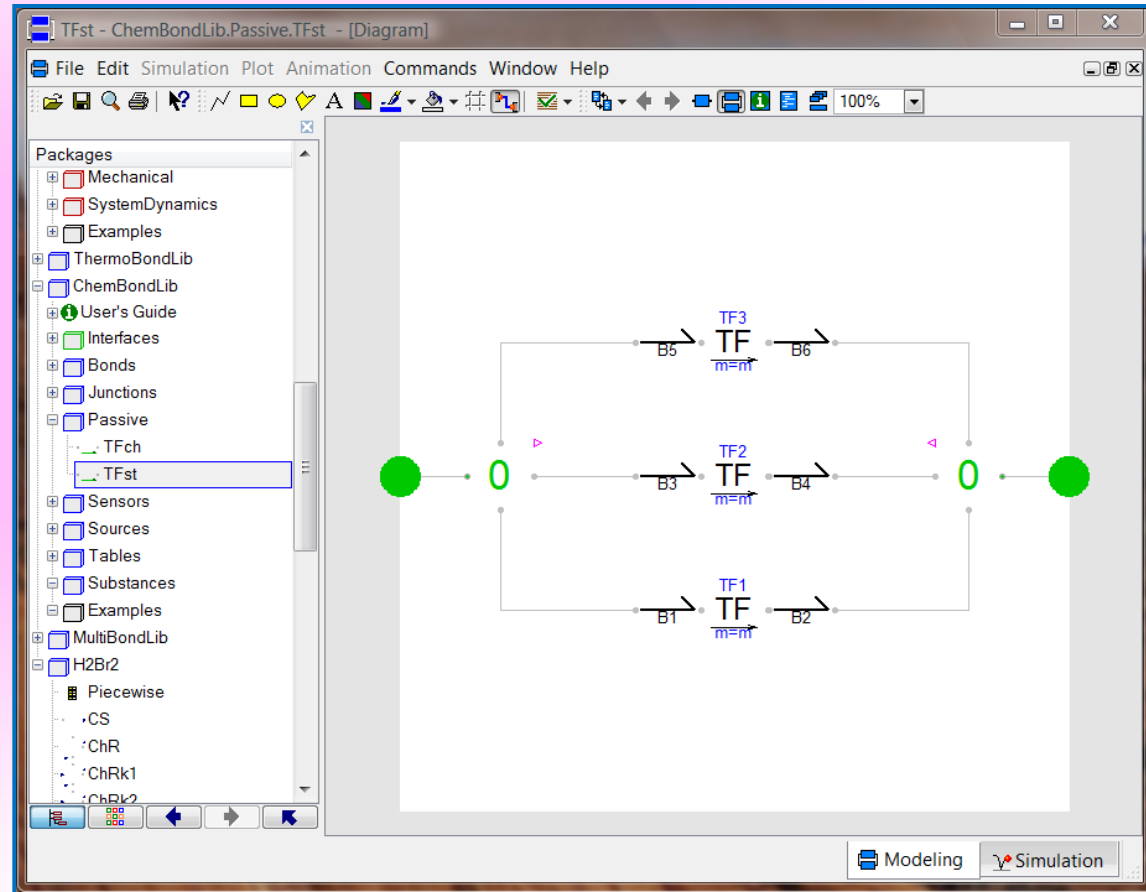 TFst - ChemBondLib.Passive.TFst - [Diagram]
File Edit Simulation Plot Animation Commands Window Help
A 100%
Packages
Mechanical
SystemDynamics
Examples
ThermoBondLib
ChemBondLib
User's Guide
Interfaces
Bonds
Junctions
Passive
TFch
TFst
Sensors
Sources
Tables
Substances
Examples
MultiBondLib
H2Br2
Piecewise
CS
ChR
ChRk1
ChRk2
TF3
B5 TF B6
m=m
TF2
0 B3 TF B4 0
m=m
TF1
B1 TF B2
m=m
Modeling Simulation